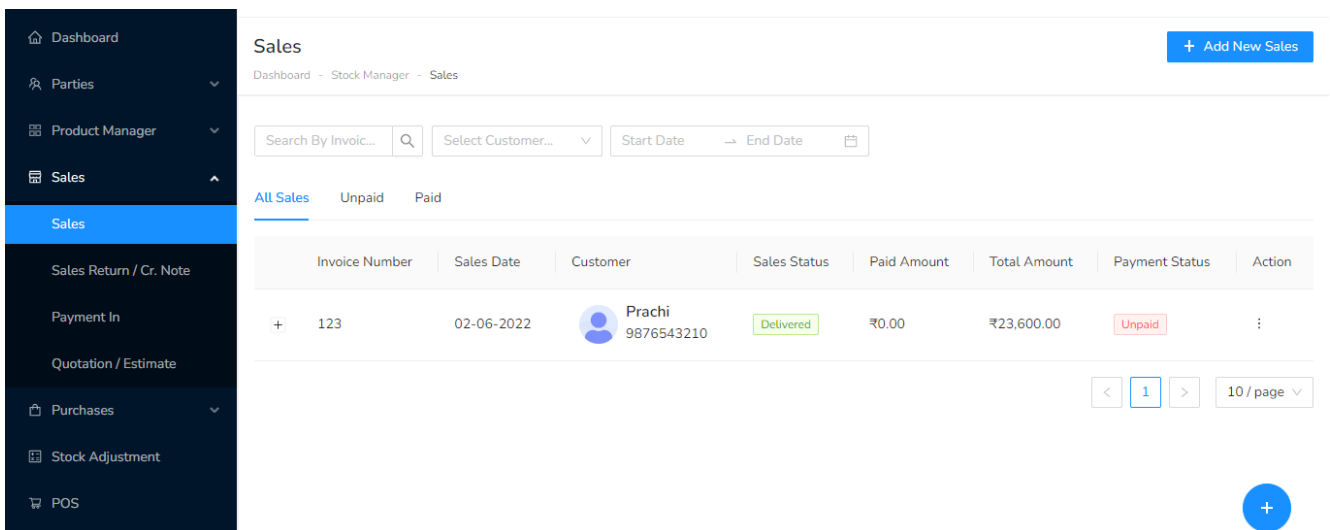 Dashboard
Parties
Product Manager
Sales
Sales
Sales Return / Cr. Note
Payment In
Quotation / Estimate
Purchases
Stock Adjustment
POS
Sales
+ Add New Sales
Dashboard - Stock Manager - Sales
Search By Invoic...
Select Customer...
Start Date → End Date
All Sales Unpaid Paid
Invoice Number Sales Date Customer Sales Status Paid Amount Total Amount Payment Status Action
+ 123 02-06-2022 Prachi Delivered ₹0.00 ₹23,600.00 Unpaid
9876543210
< 1 > 10 / page
+